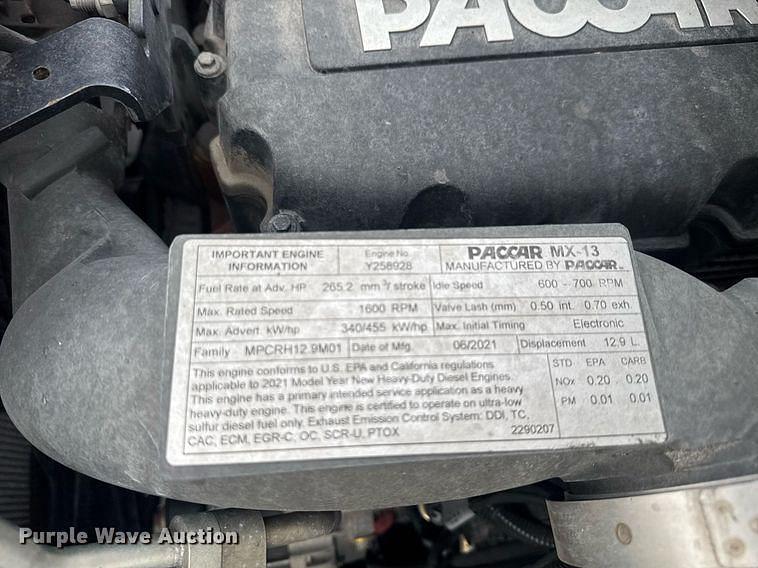 PACCAR
IMPORTANT ENGINE INFORMATION
Engine No. Y258928
PACCAR MX-13
MANUFACTURED BY PACCAR INC
Fuel Rate at Adv. HP 265.2 mm³/stroke
Idle Speed 600 - 700 RPM
Max. Rated Speed 1600 RPM
Valve Lash (mm) 0.50 int. 0.70 exh.
Max. Advert. kW/hp 340/455 kW/hp
Max. Initial Timing Electronic
Family MPCRH12.9M01
Date of Mfg. 06/2021
Displacement 12,9 L.
This engine conforms to U.S. EPA and California regulations
applicable to 2021 Model Year New Heavy-Duty Diesel Engines.
This engine has a primary intended service application as a heavy
heavy-duty engine. This engine is certified to operate on ultra-low
sulfur diesel fuel only. Exhaust Emission Control System: DDI, TC,
CAC, ECM, EGR-C, OC, SCR-U, PTOX
2290207
STD EPA CARB
NOx 0.20 0.20
PM 0.01 0.01
Purple Wave Auction